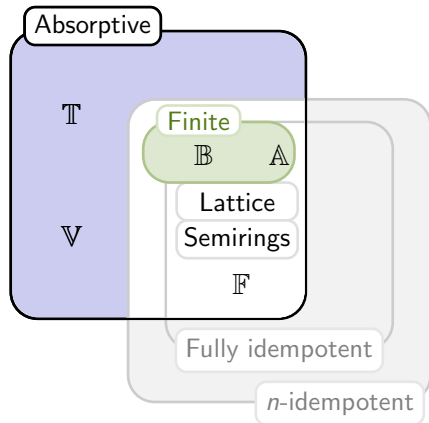 Absorptive
𝕋
Finite
𝔹 𝔸
Lattice
𝕍 Semirings
𝔽
Fully idempotent
n-idempotent